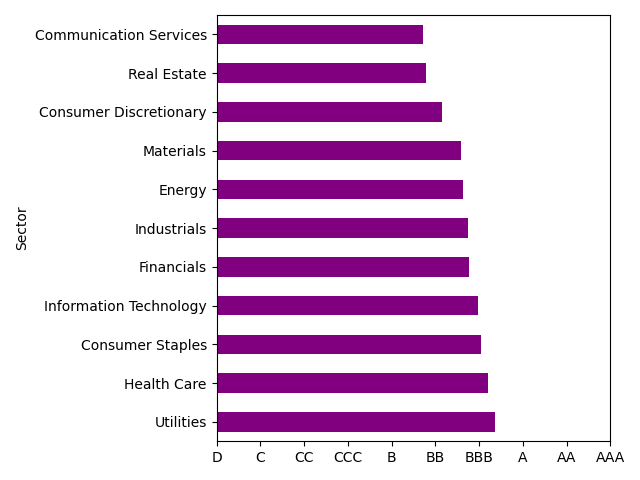 Communication Services
Real Estate
Consumer Discretionary
Materials
Energy
Industrials
Financials
Information Technology
Consumer Staples
Health Care
Utilities
Sector
D C CC CCC B BB BBB A AA AAA